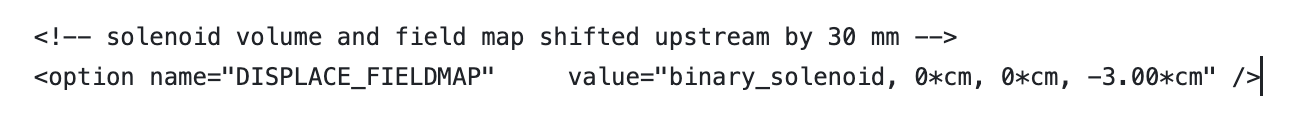 <!-- solenoid volume and field map shifted upstream by 30 mm -->
<option name="DISPLACE_FIELDMAP"     value="binary_solenoid, 0*cm, 0*cm, -3.00*cm" />